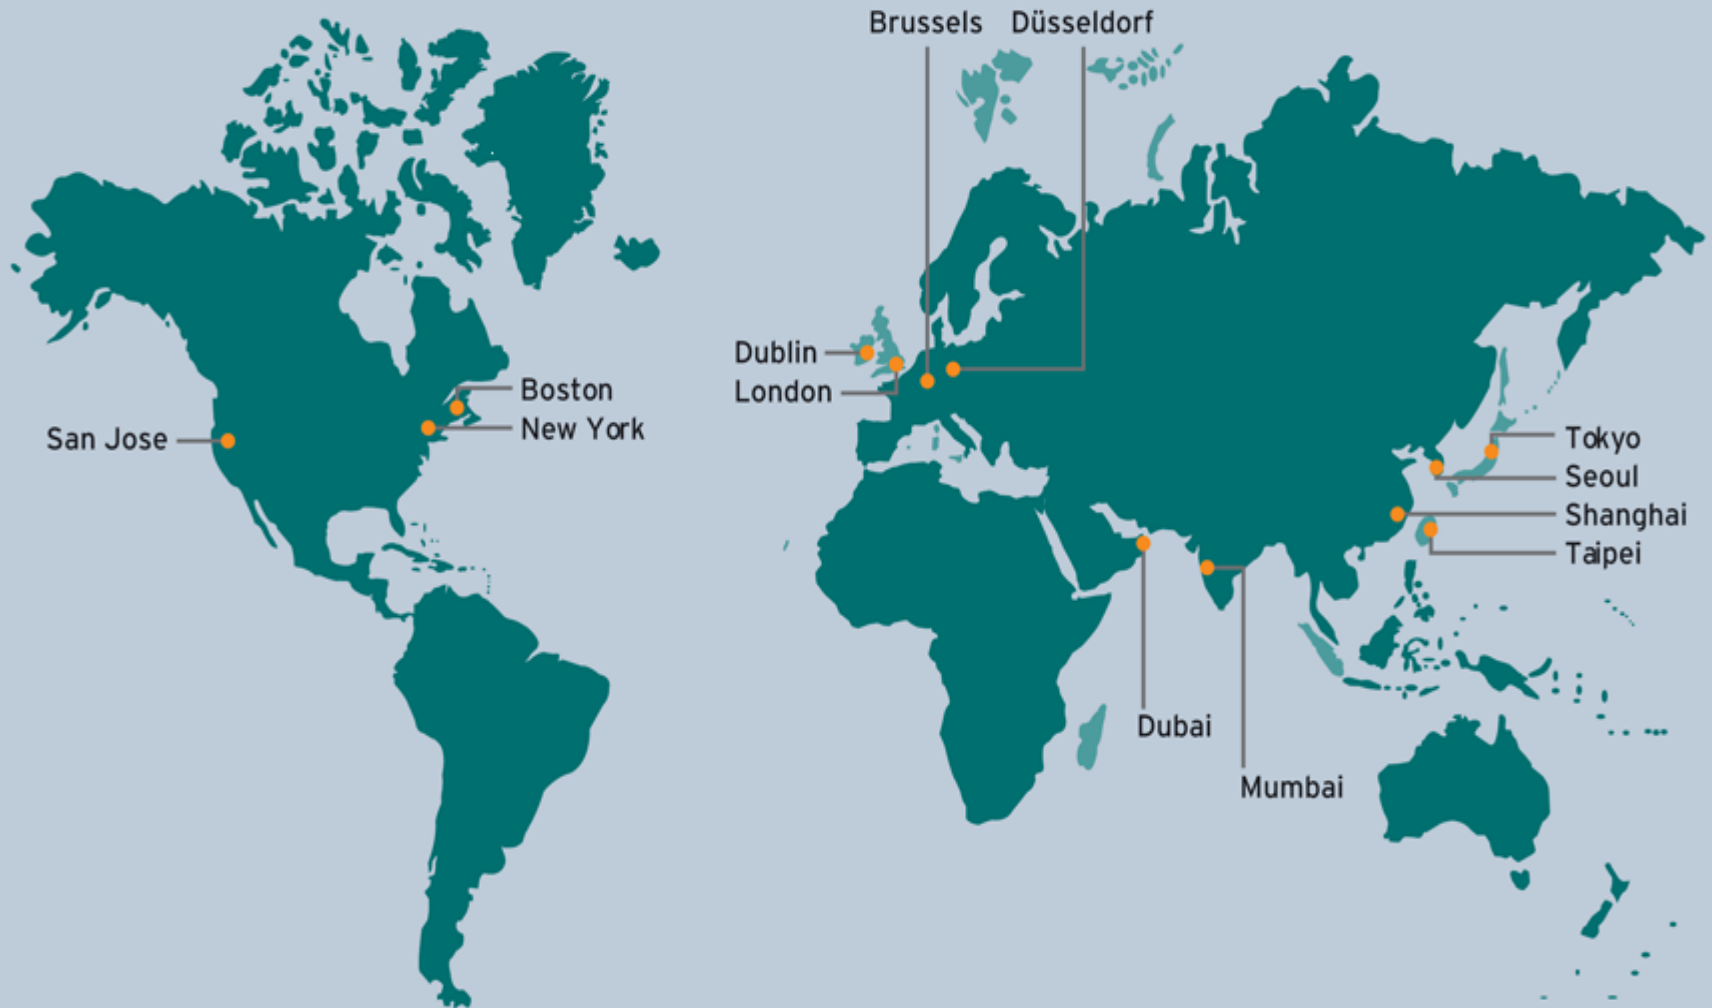 Brussels
Düsseldorf
Dublin
London
Boston
New York
San Jose
Tokyo
Seoul
Shanghai
Taipei
Dubai
Mumbai